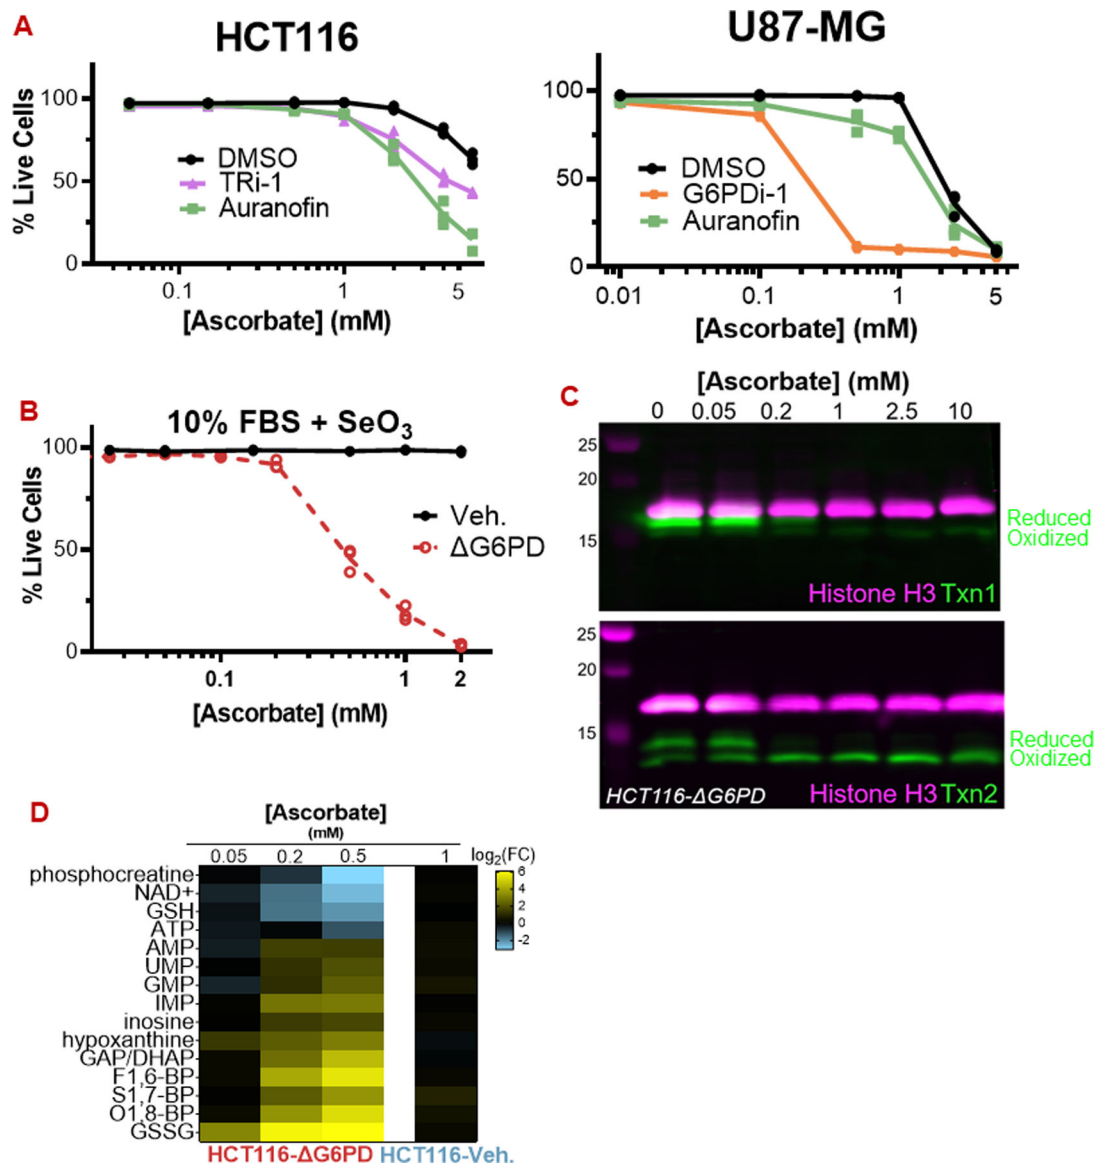 A
HCT116
% Live Cells
100
50
0
DMSO
TRi-1
Auranofin
0.1
1
5
[Ascorbate] (mM)
U87-MG
100
50
0
DMSO
G6PDi-1
Auranofin
0.01
0.1
1
5
[Ascorbate] (mM)
B
10% FBS + SeO3
% Live Cells
100
50
0
Veh.
ΔG6PD
0.1
1
2
[Ascorbate] (mM)
C
[Ascorbate] (mM)
0 0.05 0.2 1 2.5 10
25
20
15
Reduced
Oxidized
Histone H3 Txn1
25
20
15
Reduced
Oxidized
HCT116-ΔG6PD
Histone H3 Txn2
D
[Ascorbate]
(mM)
0.05 0.2 0.5 1
log2(FC)
6
4
2
0
-2
phosphocreatine
NAD+
GSH
ATP
AMP
UMP
GMP
IMP
inosine
hypoxanthine
GAP/DHAP
F1,6-BP
S1,7-BP
O1,8-BP
GSSG
HCT116-ΔG6PD HCT116-Veh.